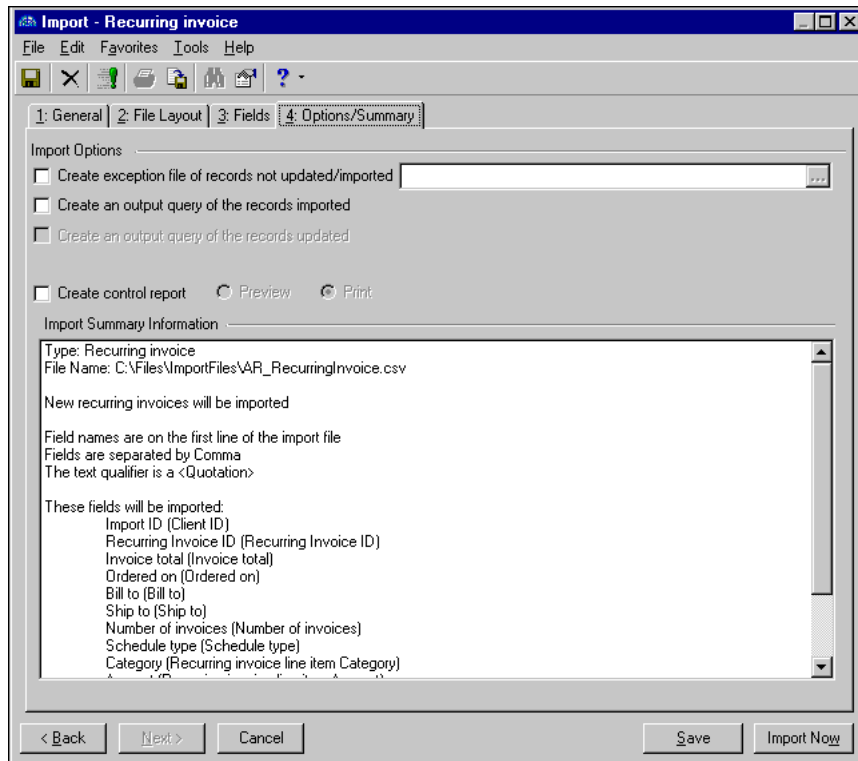 Import - Recurring invoice
File Edit Favorites Tools Help
1: General 2: File Layout 3: Fields 4: Options/Summary
Import Options
Create exception file of records not updated/imported ...
Create an output query of the records imported
Create an output query of the records updated
Create control report Preview Print
Import Summary Information
Type: Recurring invoice
File Name: C:\Files\ImportFiles\AR_RecurringInvoice.csv
New recurring invoices will be imported
Field names are on the first line of the import file
Fields are separated by Comma
The text qualifier is a <Quotation>
These fields will be imported:
Import ID (Client ID)
Recurring Invoice ID (Recurring Invoice ID)
Invoice total (Invoice total)
Ordered on (Ordered on)
Bill to (Bill to)
Ship to (Ship to)
Number of invoices (Number of invoices)
Schedule type (Schedule type)
Category (Recurring invoice line item Category)
< Back Next > Cancel Save Import Now